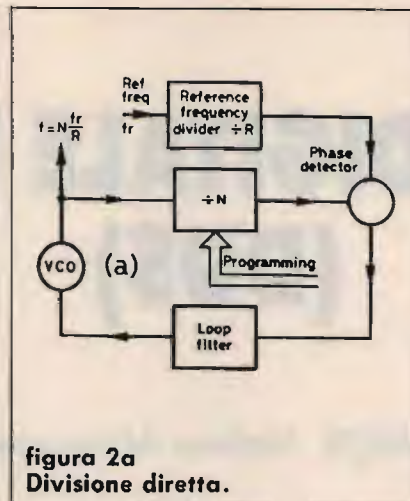 Ref
freq
fr
Reference
frequency
divider ÷R
f=N fr/R
Phase
detector
÷N
VCO
(a)
Programming
Loop
filter
figura 2a
Divisione diretta.